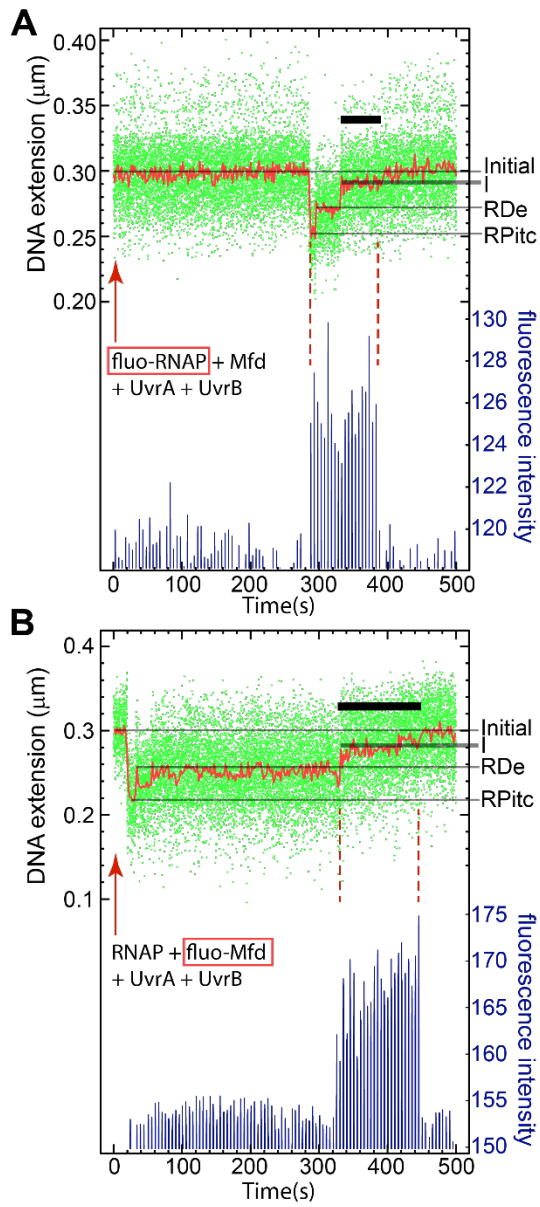 A
DNA extension (μm)
0.40
0.35
0.30
0.25
0.20
Initial
I
RDe
RPitc
fluo-RNAP + Mfd
+ UvrA + UvrB
130
128
126
124
122
120
fluorescence intensity
0 100 200 300 400 500
Time(s)
B
DNA extension (μm)
0.4
0.3
0.2
0.1
Initial
I
RDe
RPitc
RNAP + fluo-Mfd
+ UvrA + UvrB
175
170
165
160
155
150
fluorescence intensity
0 100 200 300 400 500
Time(s)